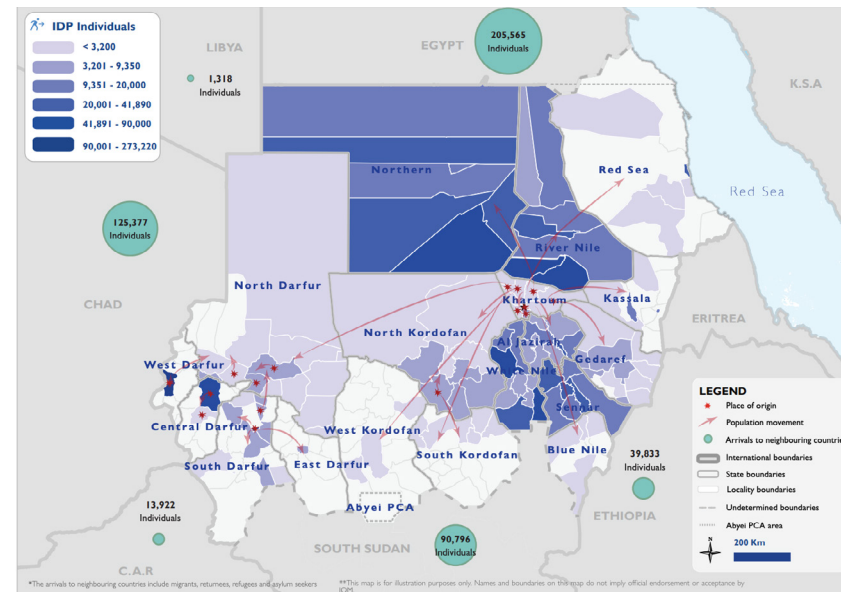 IDP Individuals
< 3,200
3,201 - 9,350
9,351 - 20,000
20,001 - 41,890
41,891 - 90,000
90,001 - 273,220
LIBYA
1,318
Individuals
EGYPT
205,565
Individuals
K.S.A
Red Sea
Northern
Red Sea
River Nile
125,377
Individuals
CHAD
North Darfur
Khartoum
Kassala
ERITREA
North Kordofan
Al Jazirah
Gedaref
West Darfur
White Nile
Sennar
Central Darfur
West Kordofan
South Darfur
East Darfur
South Kordofan
Blue Nile
Abyei PCA
39,833
Individuals
ETHIOPIA
13,922
Individuals
C.A.R
SOUTH SUDAN
90,796
Individuals
LEGEND
Place of origin
Population movement
Arrivals to neighbouring countrie
International boundaries
State boundaries
Locality boundaries
Undetermined boundaries
Abyei PCA area
N
200 Km
*The arrivals to neighbouring countries include migrants, returnees, refugees and asylum seekers
**This map is for illustration purposes only. Names and boundaries on this map do not imply official endorsement or acceptance by
IOM